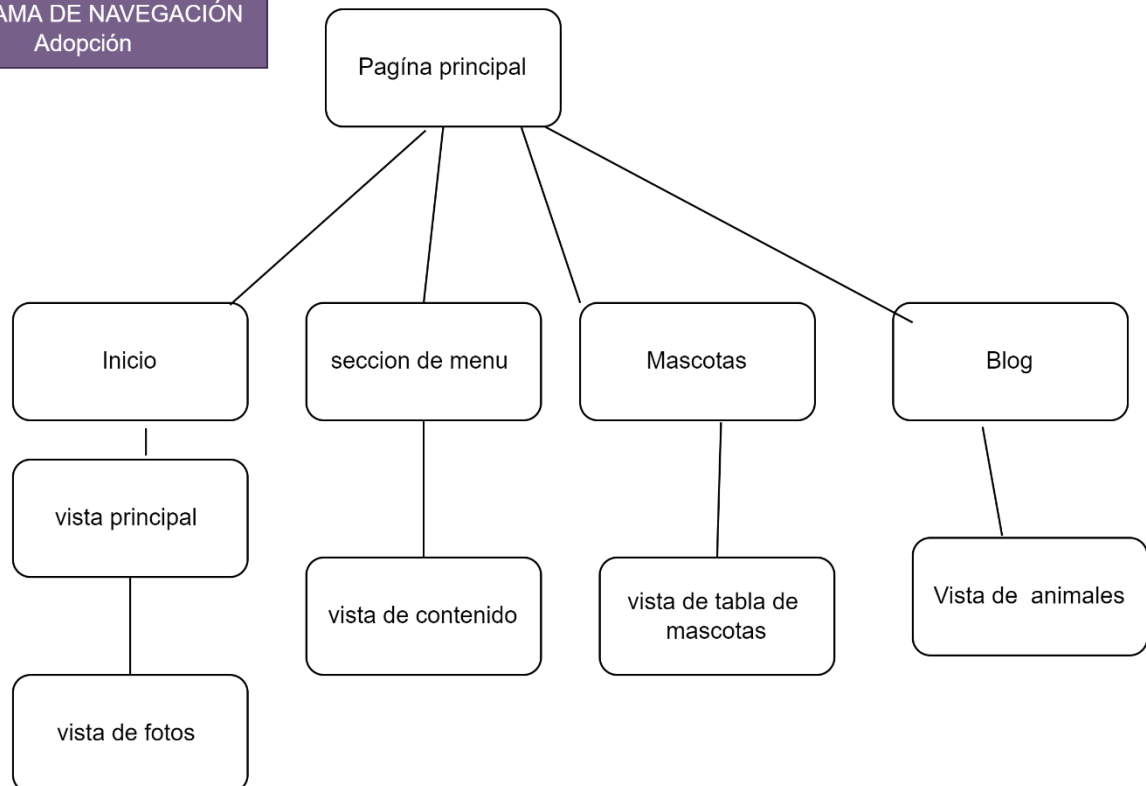 AMA DE NAVEGACIÓN
Adopción
Pagína principal
Inicio
seccion de menu
Mascotas
Blog
vista principal
vista de contenido
vista de tabla de
mascotas
Vista de  animales
vista de fotos